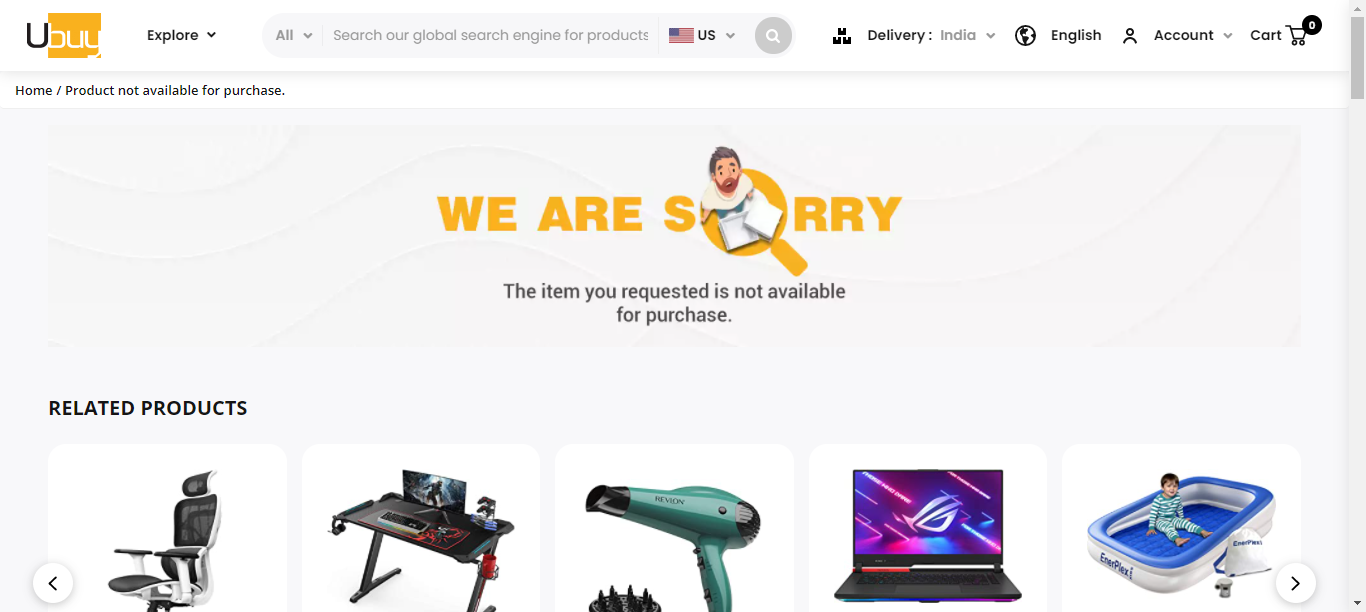 Ubuy
Explore
All
Search our global search engine for products
US
Delivery : India
English
Account
Cart
0
Home / Product not available for purchase.
WE ARE SORRY
The item you requested is not available
for purchase.
RELATED PRODUCTS
REVLON
EnerPlex
EnerPlex